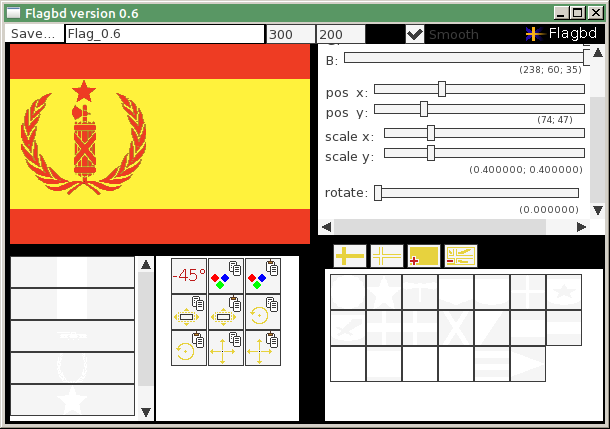 Flagbd version 0.6
Save... Flag_0.6 300 200 Smooth Flagbd
B:
(238; 60; 35)
pos x:
pos y:
(74; 47)
scale x:
scale y:
(0.400000; 0.400000)
rotate:
(0.000000)
-45°